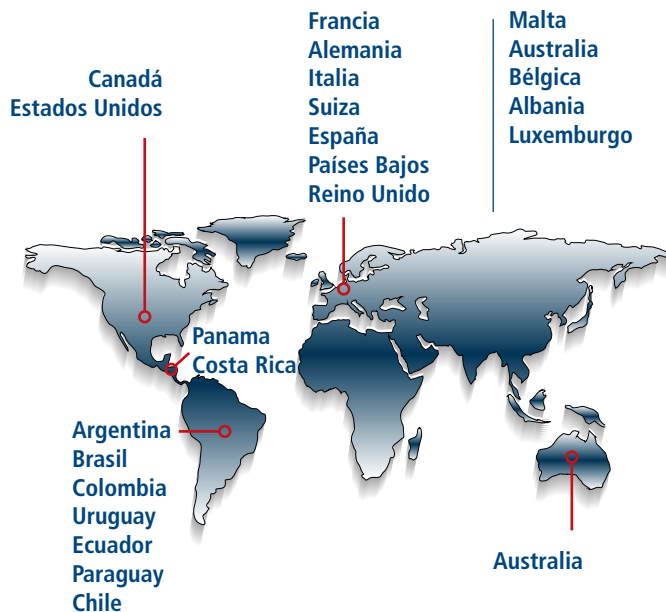 Canadá
Estados Unidos
Francia
Alemania
Italia
Suiza
España
Países Bajos
Reino Unido
Malta
Australia
Bélgica
Albania
Luxemburgo
Panama
Costa Rica
Argentina
Brasil
Colombia
Uruguay
Ecuador
Paraguay
Chile
Australia